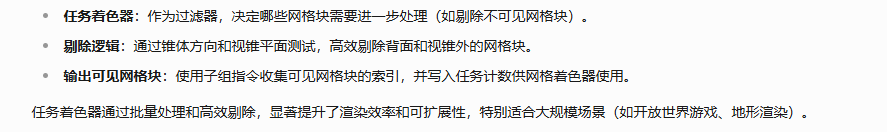 任务着色器：作为过滤器，决定哪些网格块需要进一步处理（如剔除不可见网格块）。
剔除逻辑：通过锥体方向和视锥平面测试，高效剔除背面和视锥外的网格块。
输出可见网格块：使用子组指令收集可见网格块的索引，并写入任务计数供网格着色器使用。
任务着色器通过批量处理和高效剔除，显著提升了渲染效率和可扩展性，特别适合大规模场景（如开放世界游戏、地形渲染）。